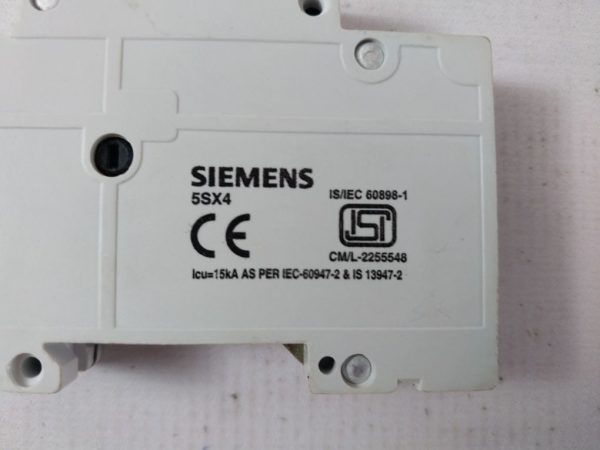 SIEMENS
5SX4
IS/IEC 60898-1
CE
ISI
CM/L-2255548
Icu=15kA AS PER IEC-60947-2 & IS 13947-2